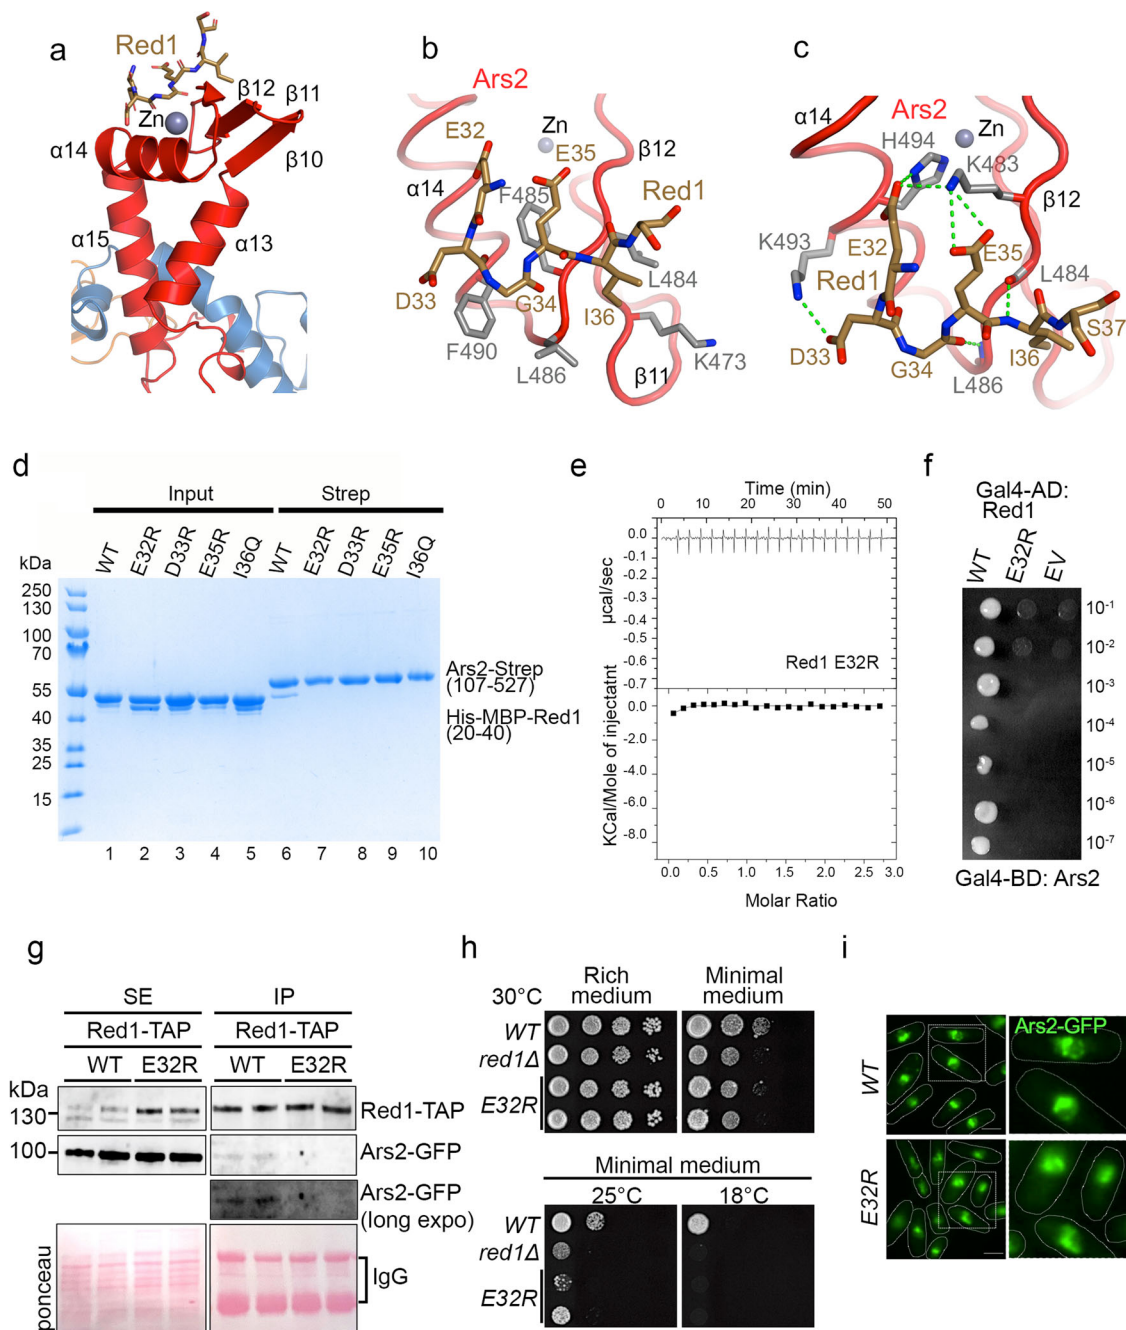 a
Red1
Zn
β12
β11
β10
α14
α15
α13
b
Ars2
Zn
E32
E35
β12
α14
F485
Red1
L484
D33
G34
I36
F490
L486
K473
β11
c
α14
Ars2
Zn
H494
K483
β12
K493
E32
E35
Red1
L484
S37
D33
G34
I36
L486
d
Input
Strep
WT
E32R
D33R
E35R
I36Q
WT
E32R
D33R
E35R
I36Q
kDa
250
130
100
70
55
40
35
25
15
Ars2-Strep
(107-527)
His-MBP-Red1
(20-40)
1 2 3 4 5 6 7 8 9 10
e
Time (min)
0 10 20 30 40 50
µcal/sec
0.0
-0.1
-0.2
-0.3
-0.4
-0.5
-0.6
-0.7
Red1 E32R
KCal/Mole of injectatnt
0.0
-2.0
-4.0
-6.0
-8.0
0.0 0.5 1.0 1.5 2.0 2.5 3.0
Molar Ratio
f
Gal4-AD:
Red1
WT
E32R
EV
10-1
10-2
10-3
10-4
10-5
10-6
10-7
Gal4-BD: Ars2
g
SE
IP
Red1-TAP
Red1-TAP
WT
E32R
WT
E32R
kDa
130
Red1-TAP
100
Ars2-GFP
Ars2-GFP
(long expo)
ponceau
IgG
h
30°C
Rich
medium
Minimal
medium
WT
red1Δ
E32R
Minimal medium
25°C
18°C
WT
red1Δ
E32R
i
Ars2-GFP
WT
E32R